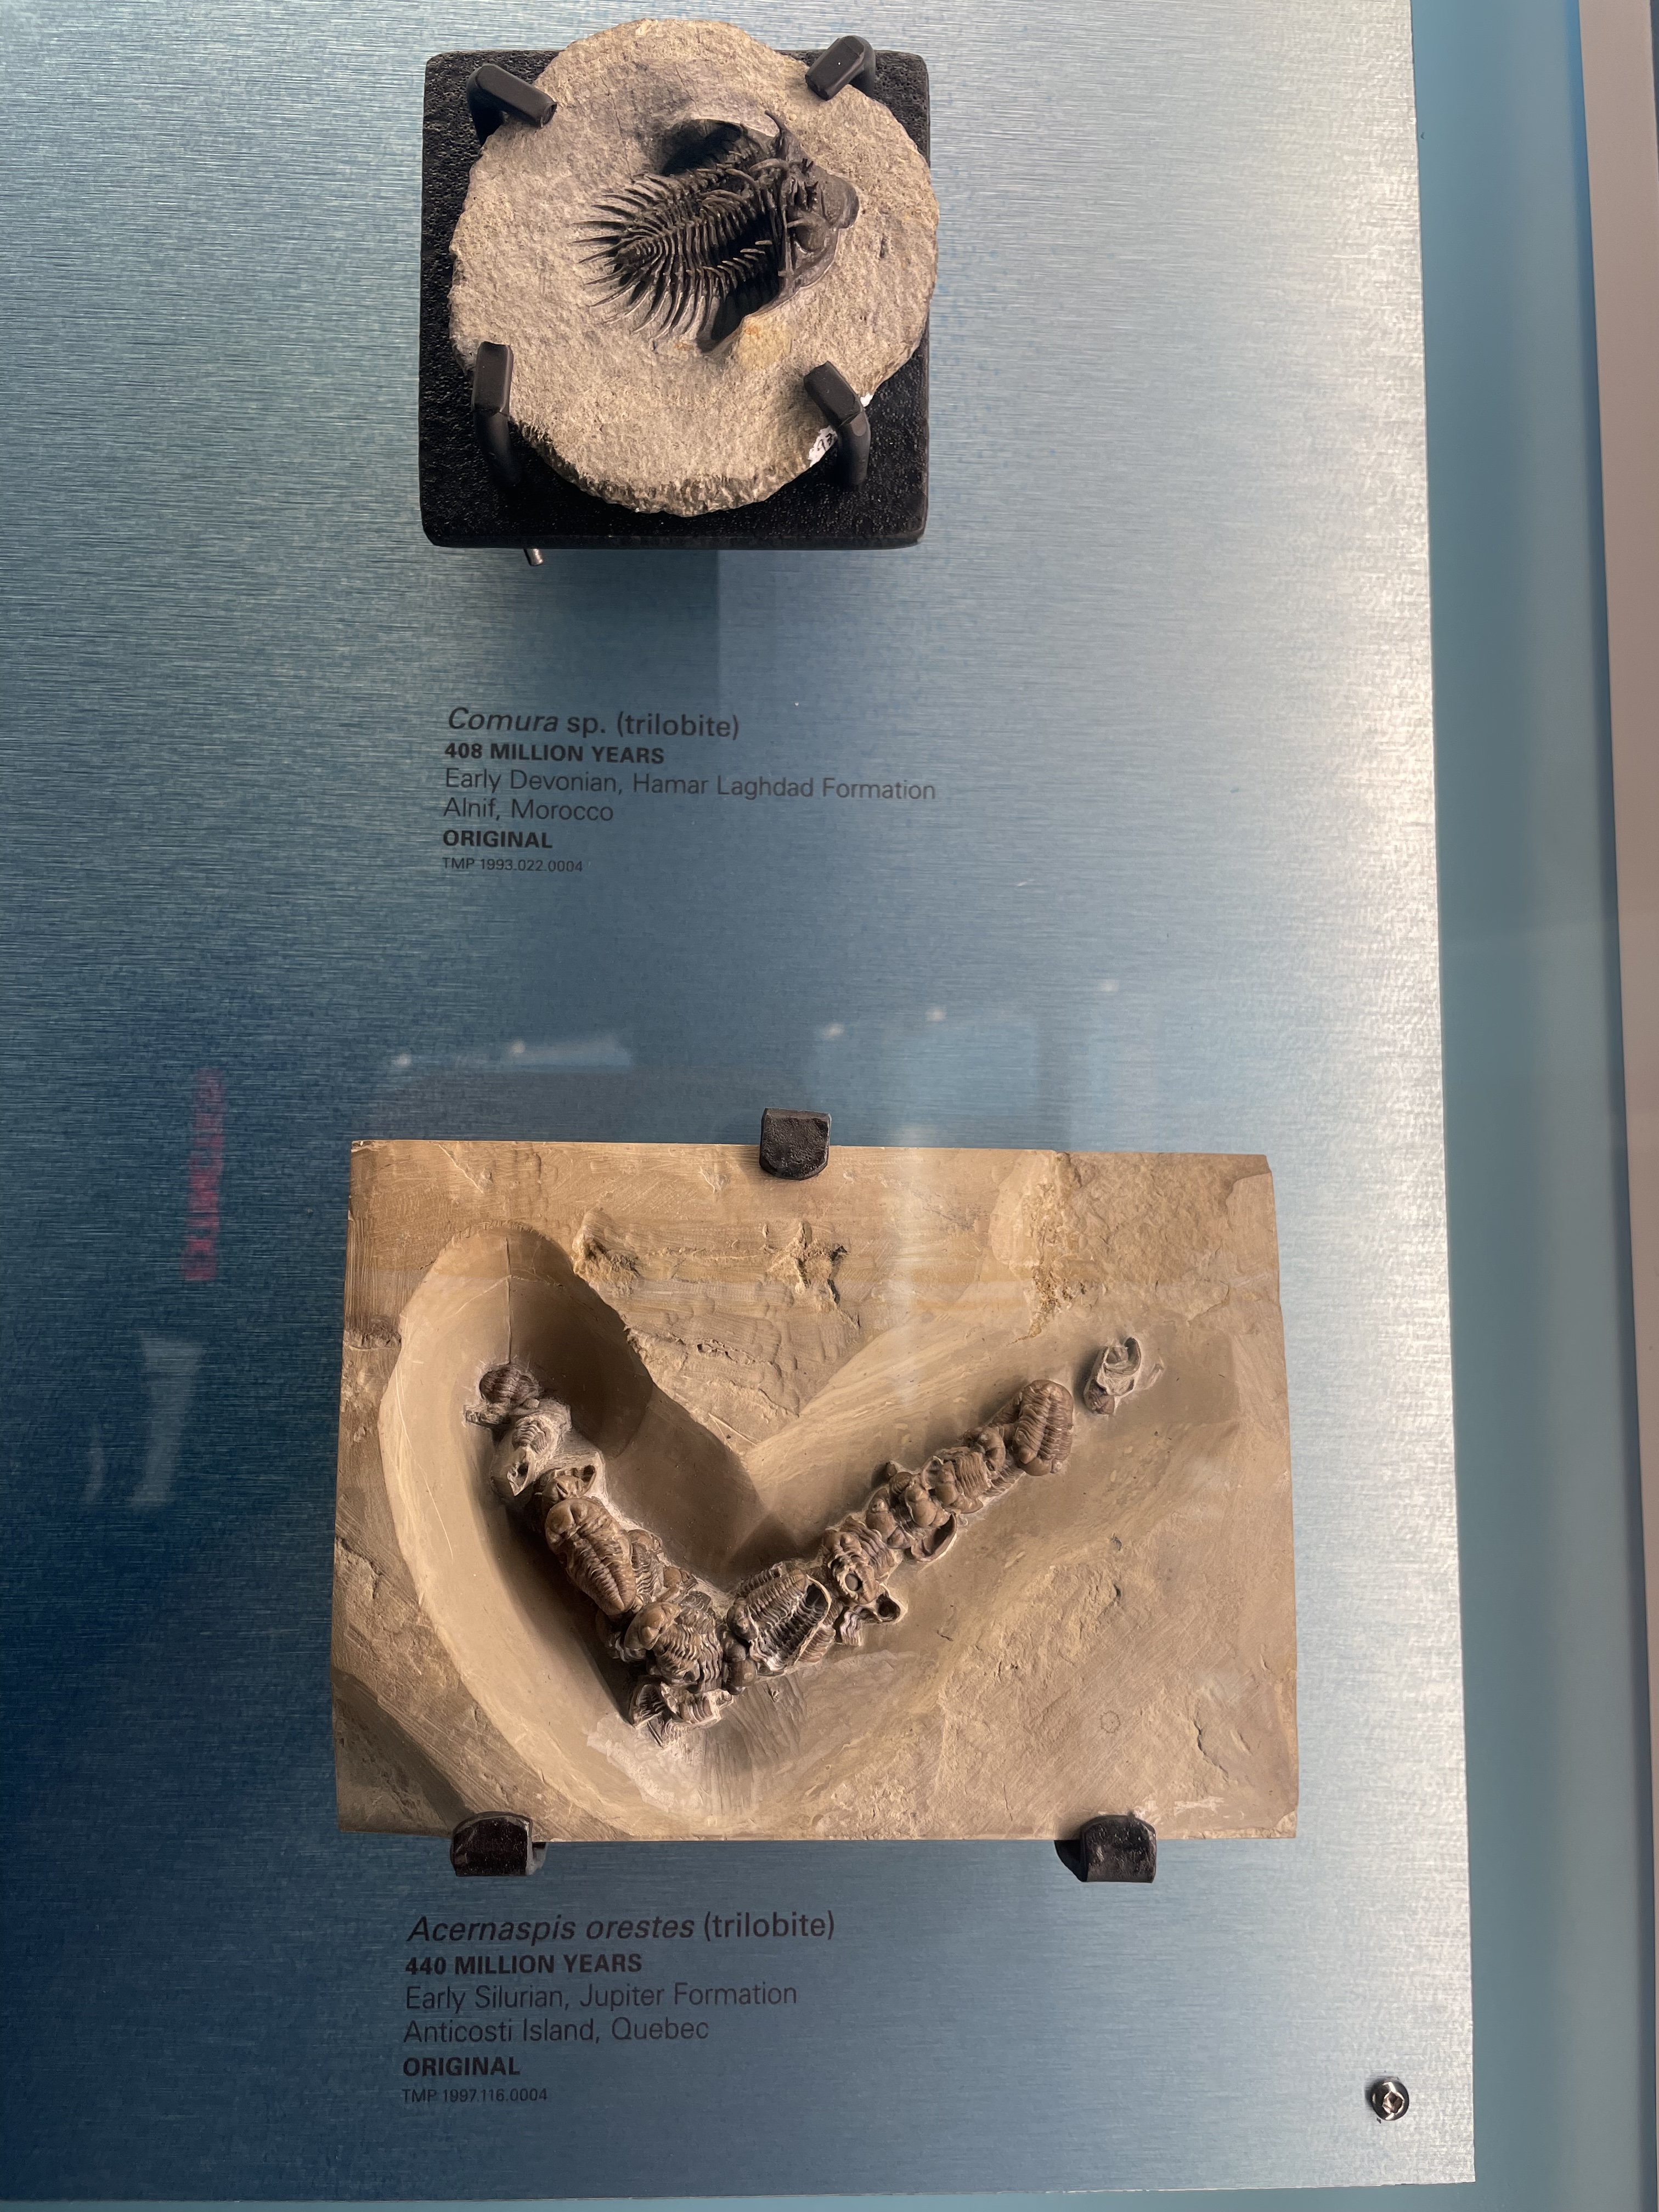 Comura sp. (trilobite)
408 MILLION YEARS
Early Devonian, Hamar Laghdad Formation
Alnif, Morocco
ORIGINAL
TMP 1993.022.0004
Acernaspis orestes (trilobite)
440 MILLION YEARS
Early Silurian, Jupiter Formation
Anticosti Island, Quebec
ORIGINAL
TMP 1997.116.0004